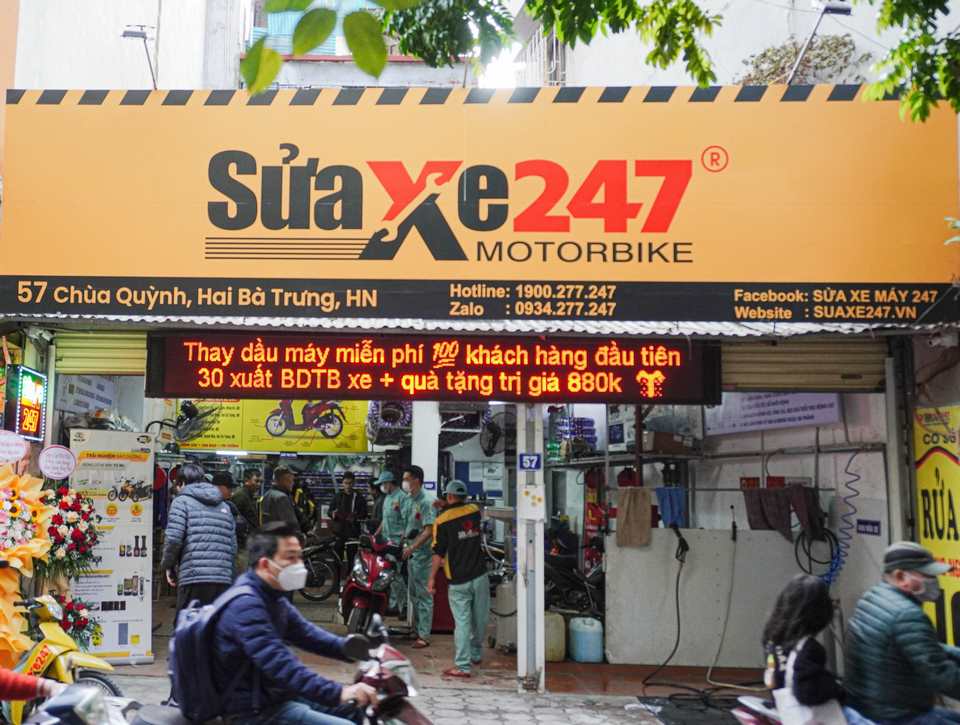 SửaXe247 ®
MOTORBIKE
57 Chùa Quỳnh, Hai Bà Trưng, HN
Hotline: 1900.277.247
Zalo : 0934.277.247
Facebook: SỬA XE MÁY 247
Website : SUAXE247.VN
Thay dầu máy miễn phí 💯 khách hàng đầu tiên
30 xuất BDTB xe + quà tặng trị giá 880k
57
RỬA
247